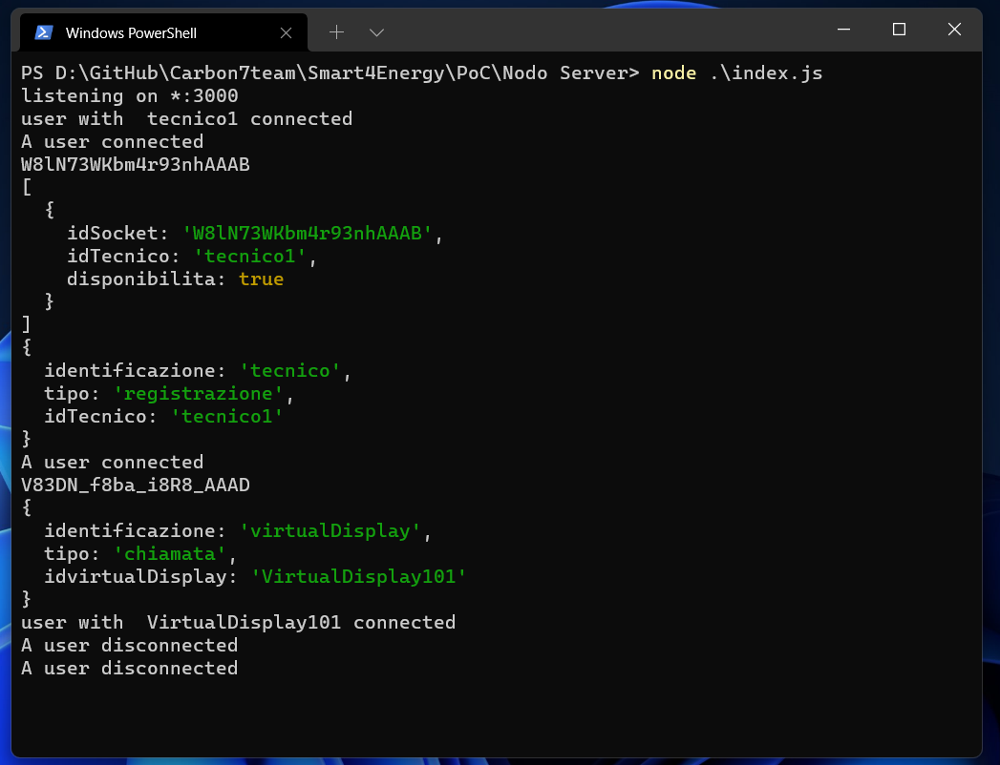 Windows PowerShell
PS D:\GitHub\Carbon7team\Smart4Energy\PoC\Nodo Server> node .\index.js
listening on *:3000
user with  tecnico1 connected
A user connected
W8lN73WKbm4r93nhAAAB
[
  {
    idSocket: 'W8lN73WKbm4r93nhAAAB',
    idTecnico: 'tecnico1',
    disponibilita: true
  }
]
{
  identificazione: 'tecnico',
  tipo: 'registrazione',
  idTecnico: 'tecnico1'
}
A user connected
V83DN_f8ba_i8R8_AAAD
{
  identificazione: 'virtualDisplay',
  tipo: 'chiamata',
  idvirtualDisplay: 'VirtualDisplay101'
}
user with  VirtualDisplay101 connected
A user disconnected
A user disconnected